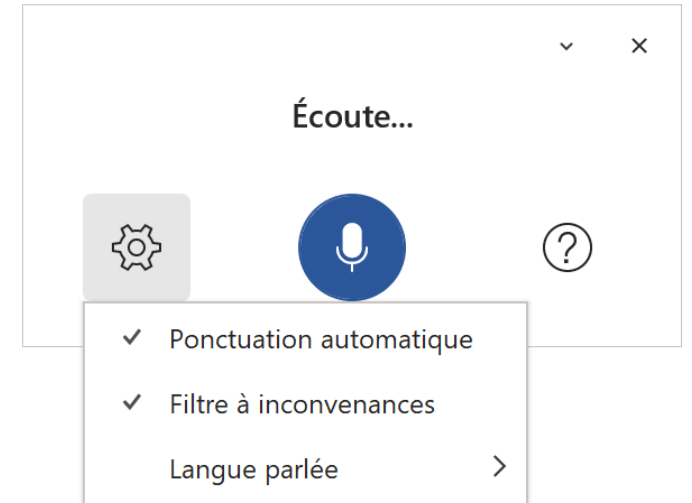 Écoute...
Ponctuation automatique
Filtre à inconvenances
Langue parlée